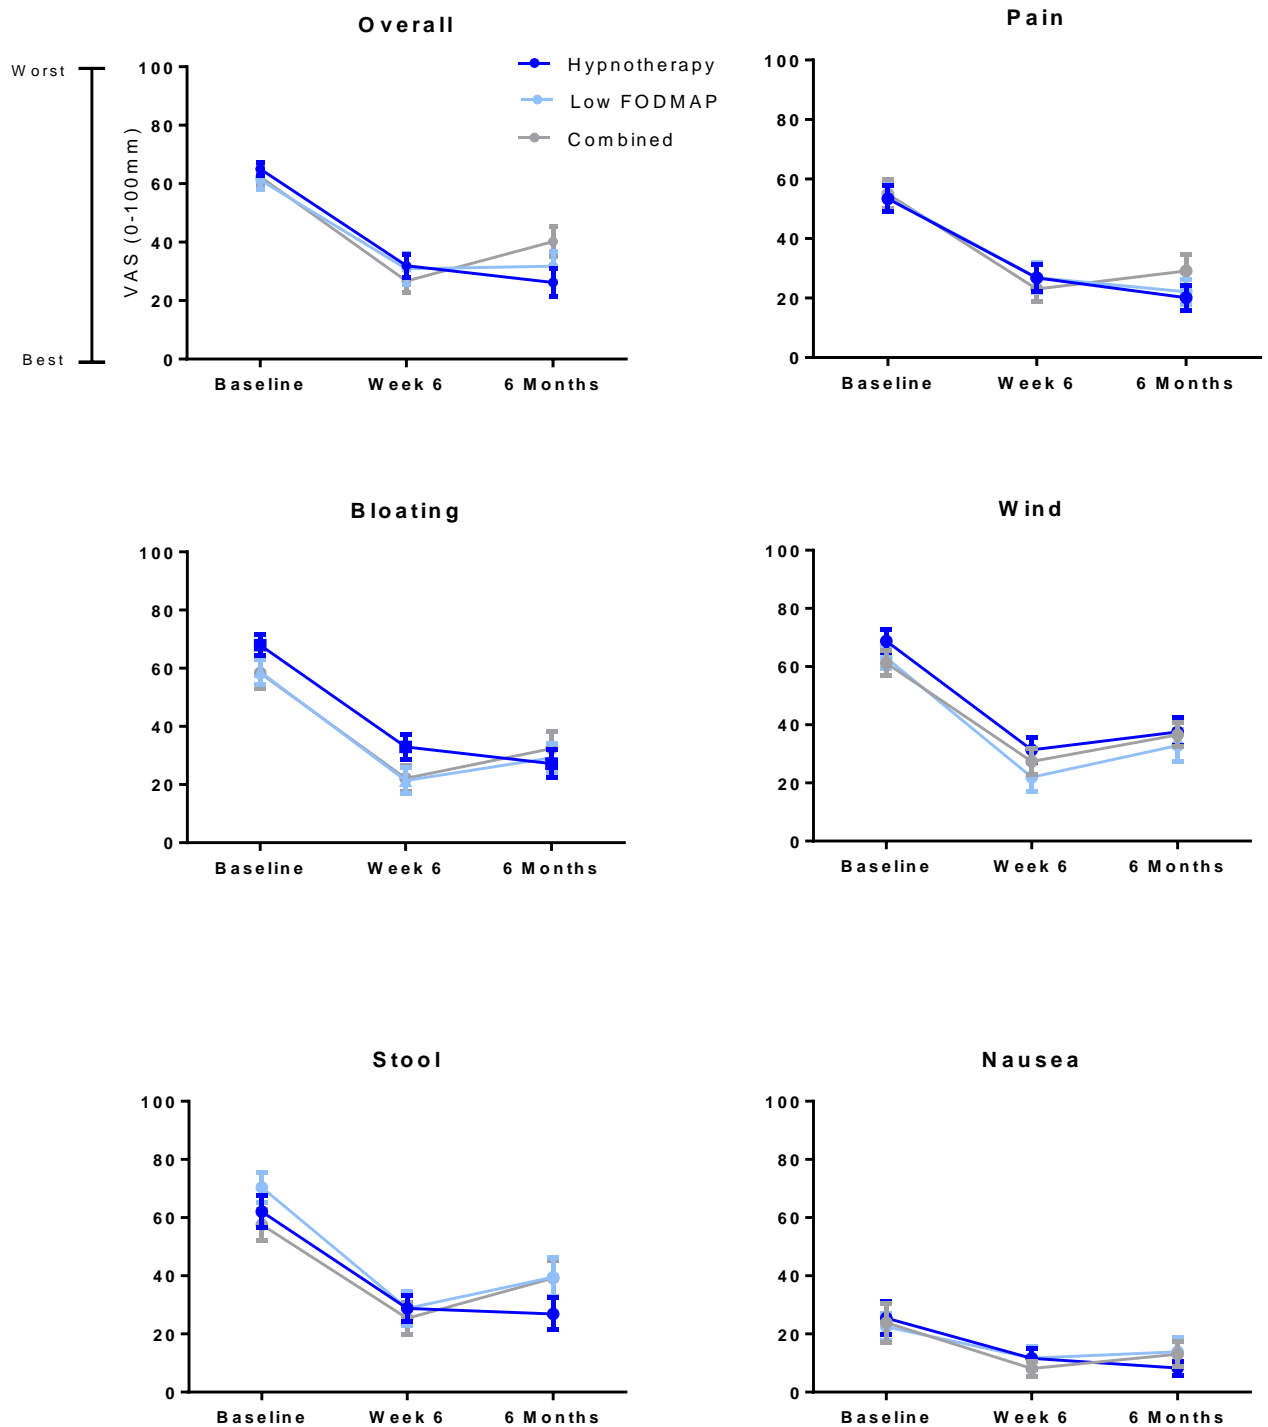 Overall
Pain
Worst
Best
VAS (0-100mm)
100
80
60
40
20
0
Baseline Week 6 6 Months
Hypnotherapy
Low FODMAP
Combined
100
80
60
40
20
0
Baseline Week 6 6 Months
Bloating
100
80
60
40
20
0
Baseline Week 6 6 Months
Wind
100
80
60
40
20
0
Baseline Week 6 6 Months
Stool
100
80
60
40
20
0
Baseline Week 6 6 Months
Nausea
100
80
60
40
20
0
Baseline Week 6 6 Months